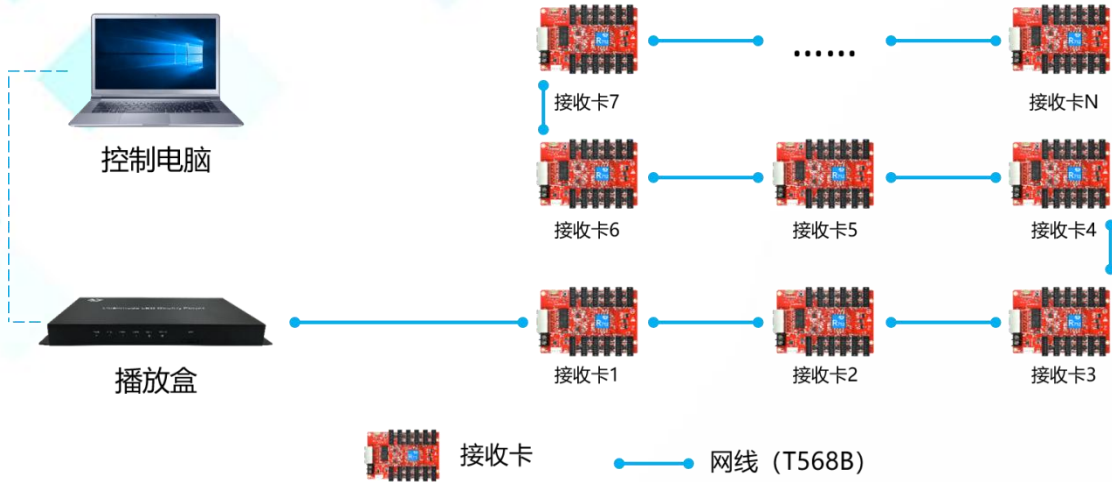 接收卡7
......
接收卡N
控制电脑
接收卡6
接收卡5
接收卡4
播放盒
接收卡1
接收卡2
接收卡3
接收卡
网线（T568B）